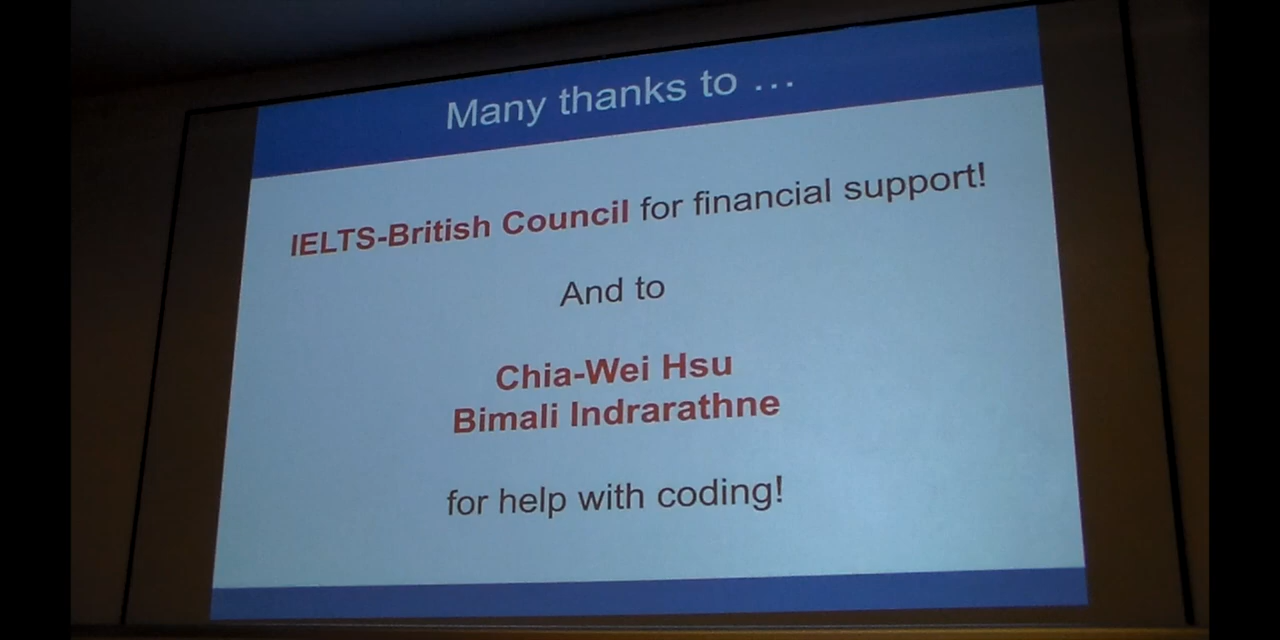 Many thanks to ...
IELTS-British Council for financial support!
And to
Chia-Wei Hsu
Bimali Indrarathne
for help with coding!